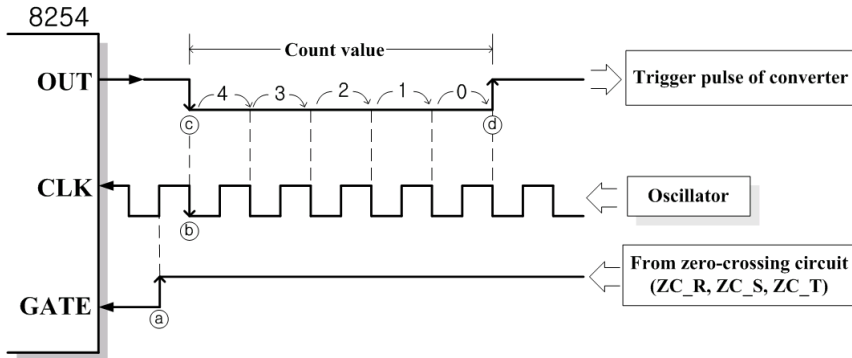 8254
Count value
OUT
4 3 2 1 0
Trigger pulse of converter
ⓒ ⓓ
CLK
Oscillator
ⓑ
From zero-crossing circuit
(ZC_R, ZC_S, ZC_T)
GATE
ⓐ